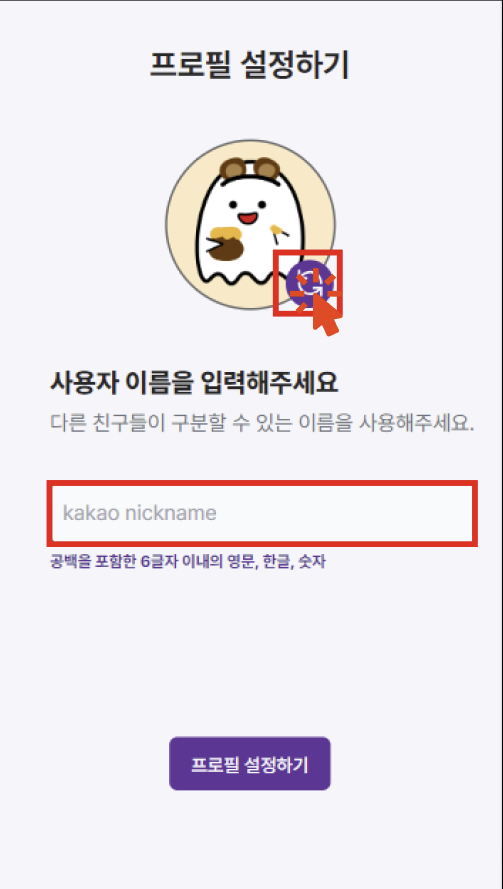 프로필 설정하기
사용자 이름을 입력해주세요
다른 친구들이 구분할 수 있는 이름을 사용해주세요.
kakao nickname
공백을 포함한 6글자 이내의 영문, 한글, 숫자
프로필 설정하기